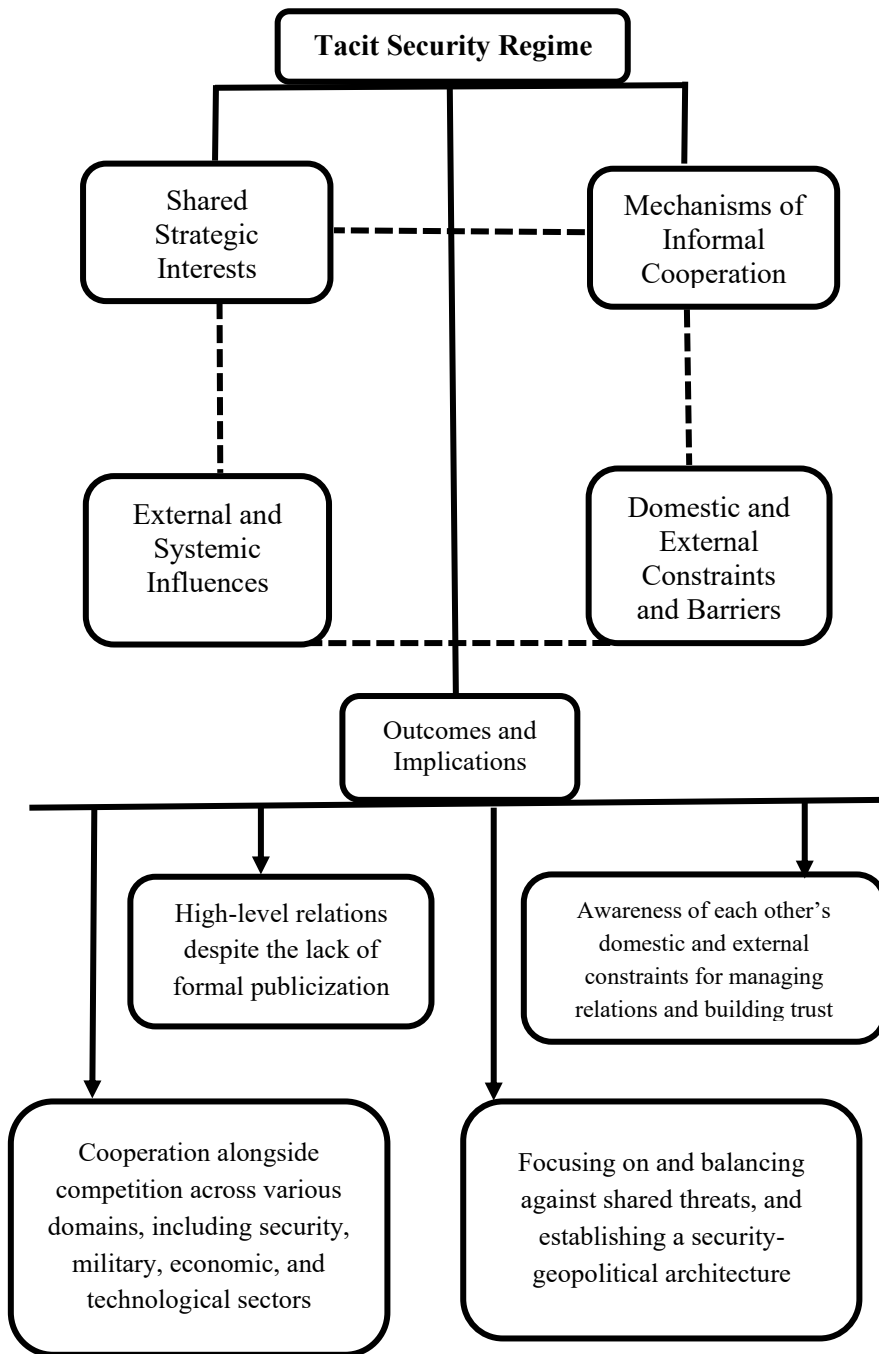 Tacit Security Regime
Shared
Strategic
Interests
Mechanisms of
Informal
Cooperation
External and
Systemic
Influences
Domestic and
External
Constraints
and Barriers
Outcomes and
Implications
High-level relations
despite the lack of
formal publicization
Awareness of each other’s
domestic and external
constraints for managing
relations and building trust
Cooperation alongside
competition across various
domains, including security,
military, economic, and
technological sectors
Focusing on and balancing
against shared threats, and
establishing a security-
geopolitical architecture